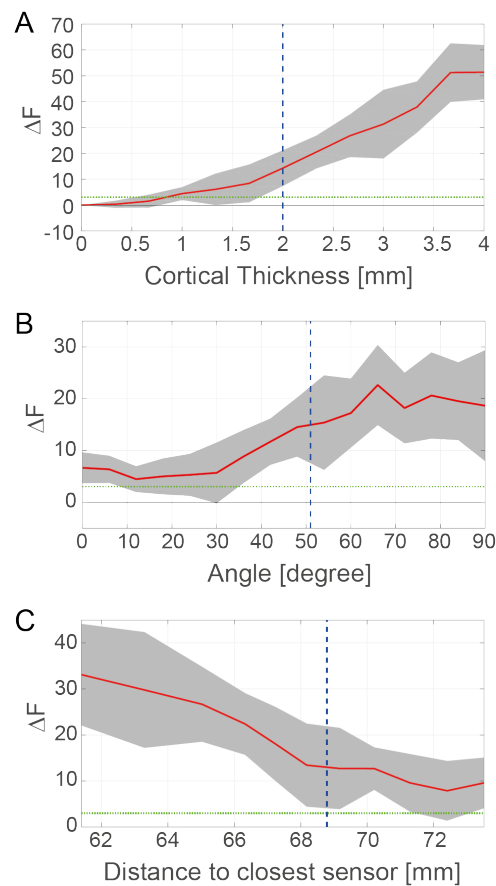 A
70
60
50
40
30
20
10
0
-10
ΔF
0 0.5 1 1.5 2 2.5 3 3.5 4
Cortical Thickness [mm]
B
30
20
10
0
ΔF
0 10 20 30 40 50 60 70 80 90
Angle [degree]
C
40
30
20
10
0
ΔF
62 64 66 68 70 72
Distance to closest sensor [mm]